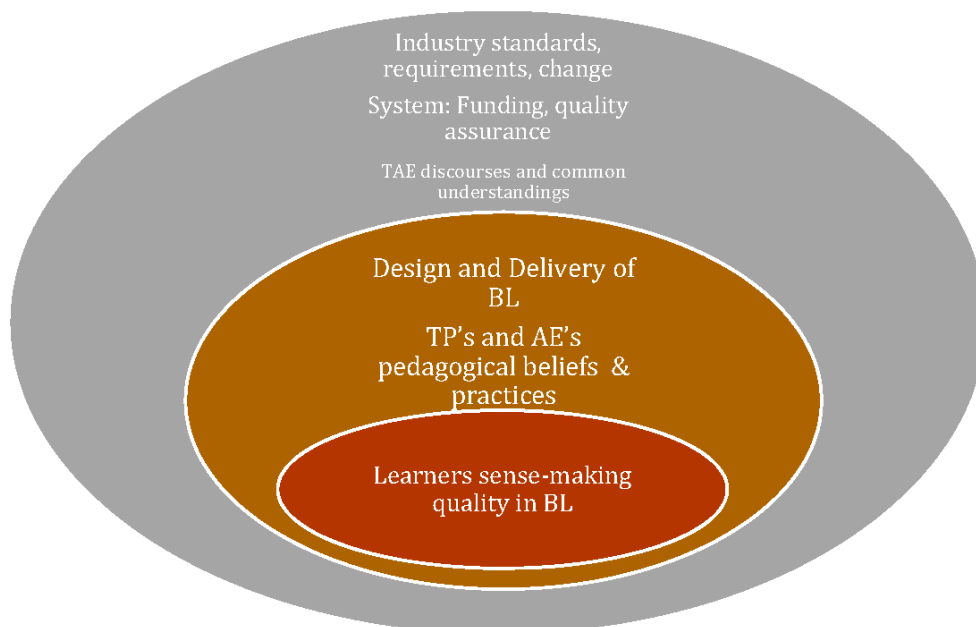 Industry standards,
requirements, change
System: Funding, quality
assurance
TAE discourses and common
understandings
Design and Delivery of
BL
TP's and AE's
pedagogical beliefs &
practices
Learners sense-making
quality in BL